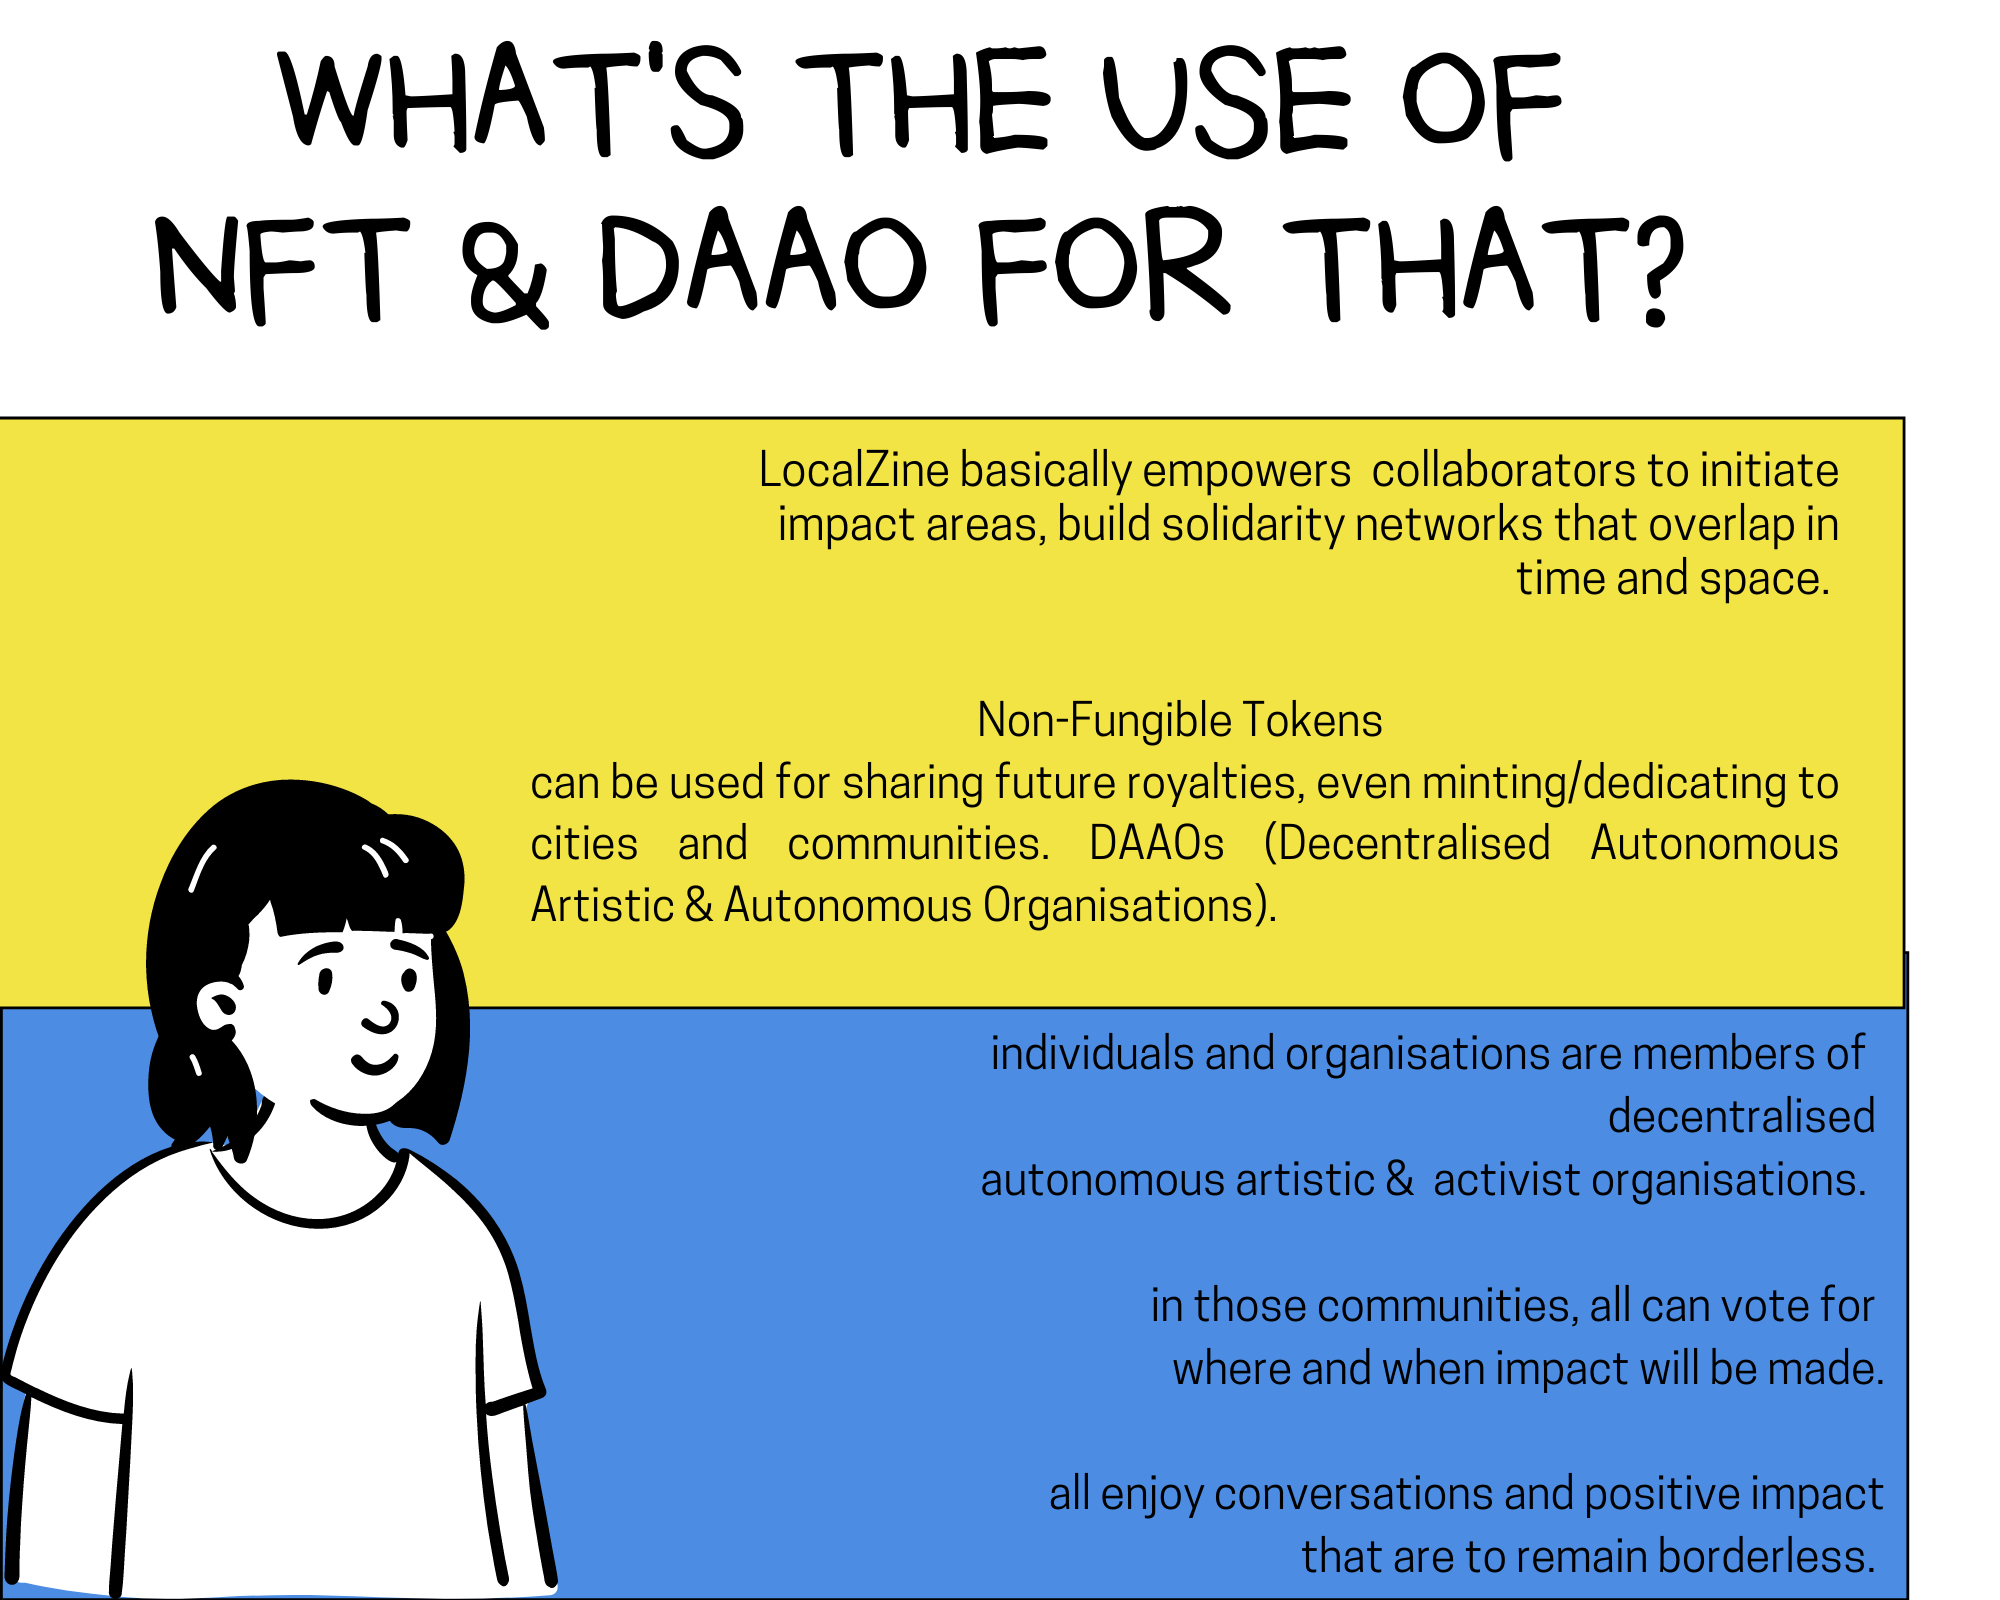 WHAT'S THE USE OF
NFT & DAAO FOR THAT?
LocalZine basically empowers  collaborators to initiate
impact areas, build solidarity networks that overlap in
time and space.
Non-Fungible Tokens
can be used for sharing future royalties, even minting/dedicating to
cities and communities. DAAOs (Decentralised Autonomous
Artistic & Autonomous Organisations).
individuals and organisations are members of
decentralised
autonomous artistic &  activist organisations.
in those communities, all can vote for
where and when impact will be made.
all enjoy conversations and positive impact
that are to remain borderless.